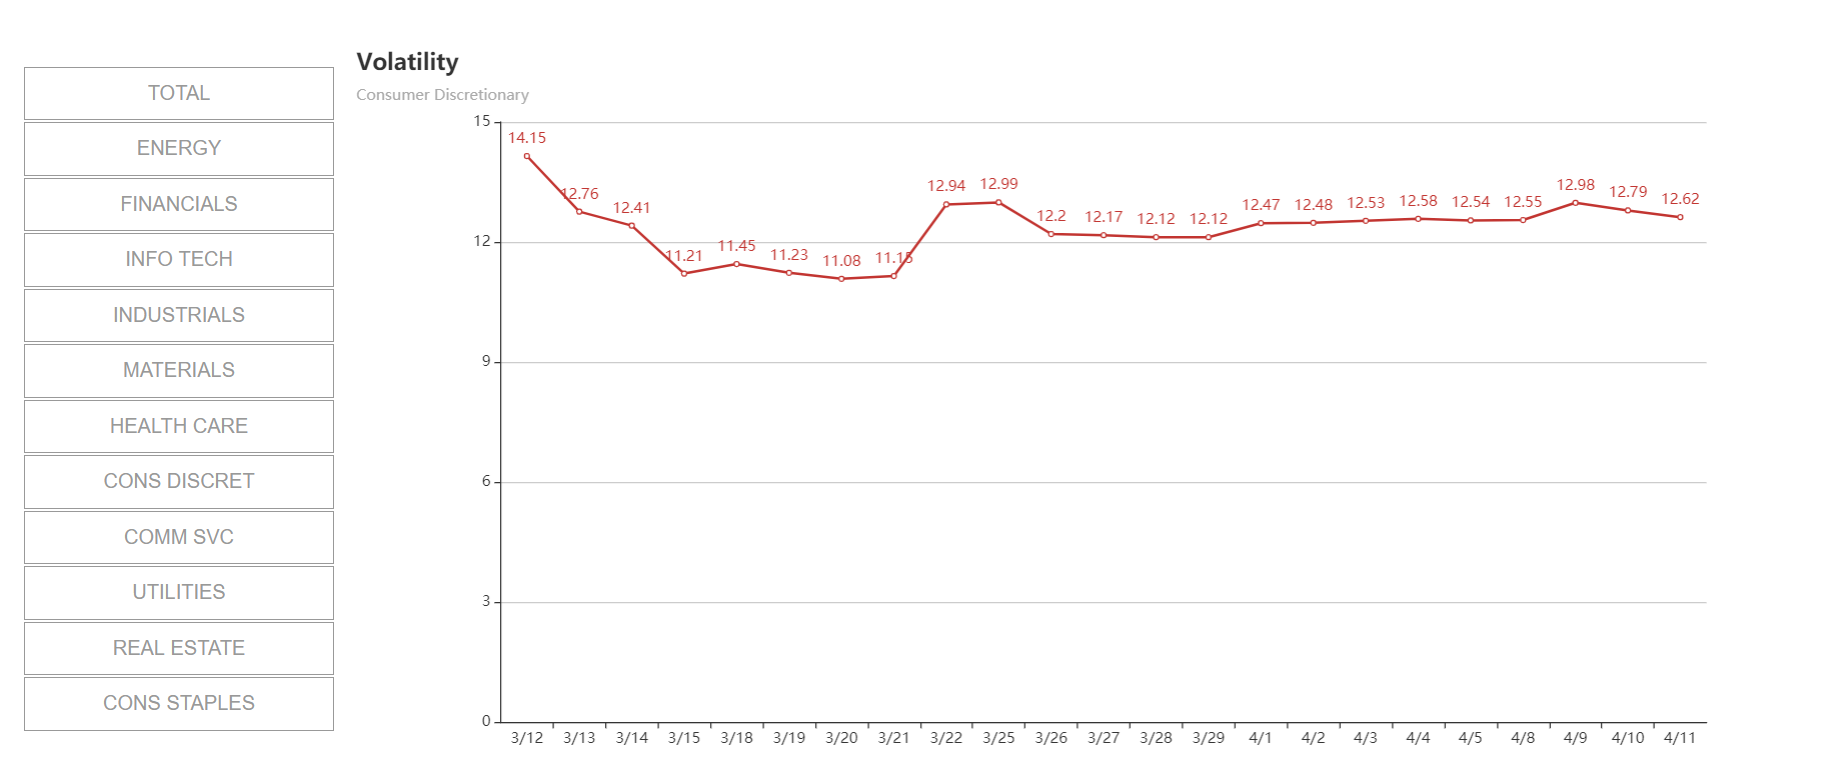 TOTAL
ENERGY
FINANCIALS
INFO TECH
INDUSTRIALS
MATERIALS
HEALTH CARE
CONS DISCRET
COMM SVC
UTILITIES
REAL ESTATE
CONS STAPLES
Volatility
Consumer Discretionary
15
12
9
6
3
0
14.15 12.76 12.41 11.21 11.45 11.23 11.08 11.15 12.94 12.99 12.2 12.17 12.12 12.12 12.47 12.48 12.53 12.58 12.54 12.55 12.98 12.79 12.62
3/12 3/13 3/14 3/15 3/18 3/19 3/20 3/21 3/22 3/25 3/26 3/27 3/28 3/29 4/1 4/2 4/3 4/4 4/5 4/8 4/9 4/10 4/11